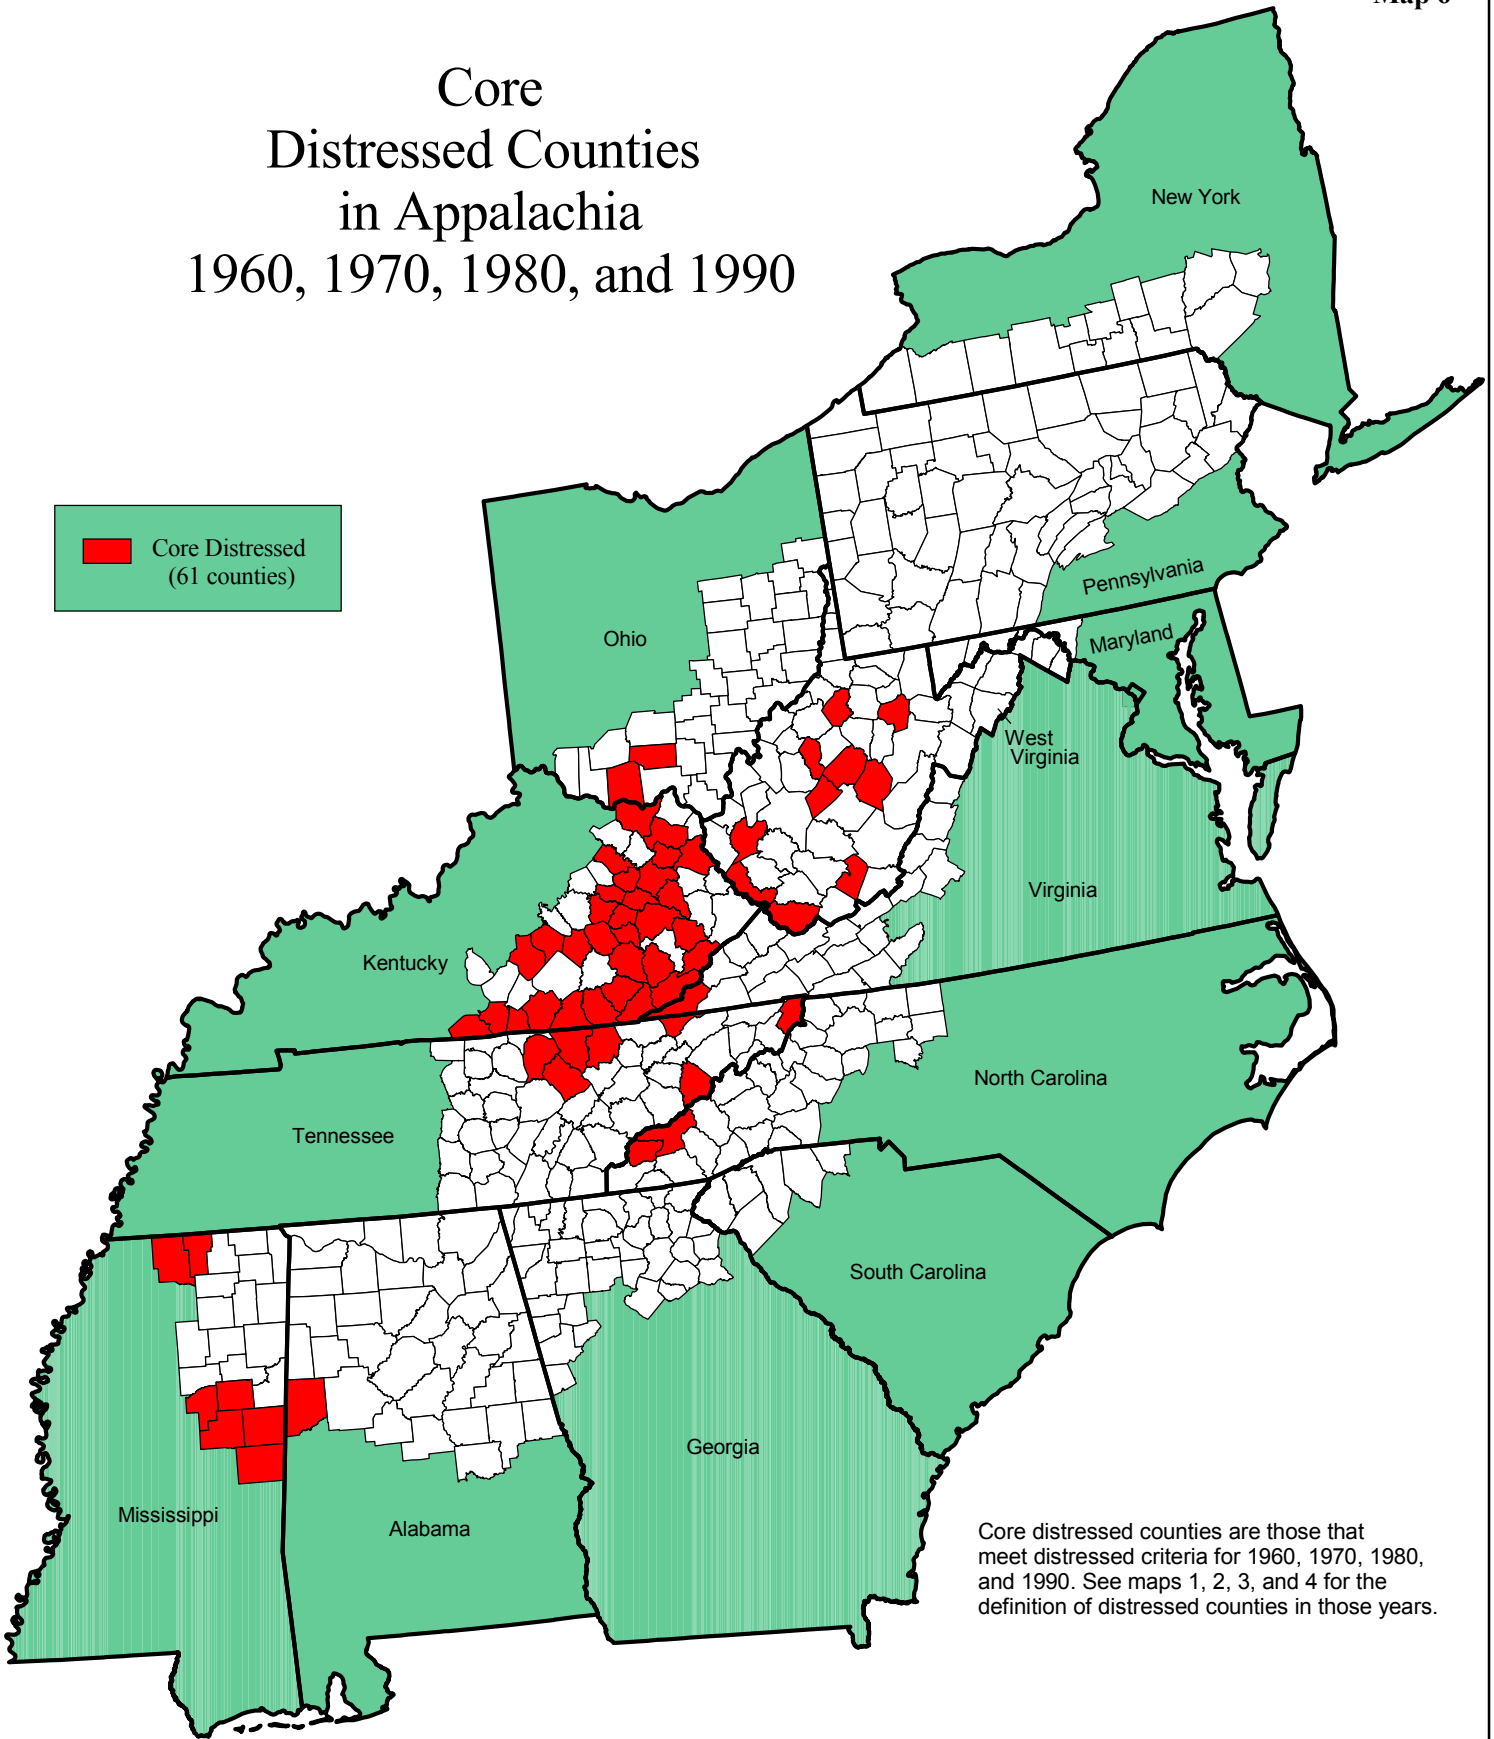 Core
Distressed Counties
in Appalachia
1960, 1970, 1980, and 1990
New York
Core Distressed
(61 counties)
Pennsylvania
Ohio
Maryland
West
Virginia
Virginia
Kentucky
North Carolina
Tennessee
South Carolina
Georgia
Mississippi
Alabama
Core distressed counties are those that
meet distressed criteria for 1960, 1970, 1980,
and 1990. See maps 1, 2, 3, and 4 for the
definition of distressed counties in those years.